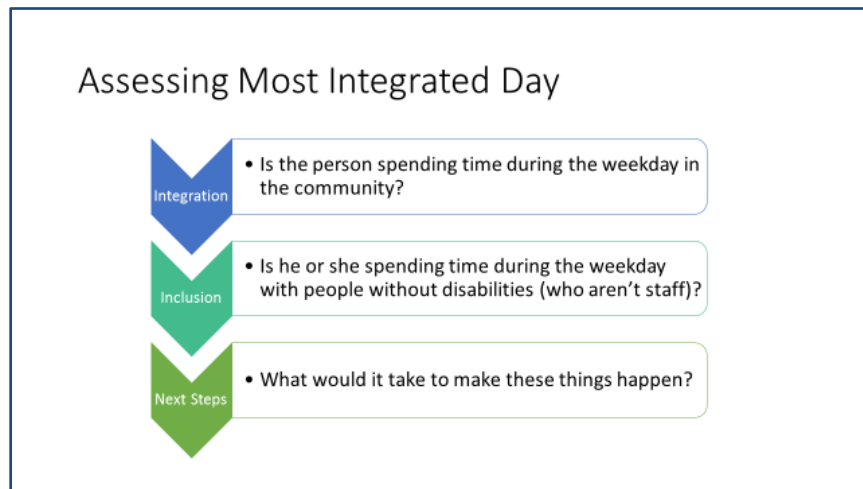 Assessing Most Integrated Day
Integration
• Is the person spending time during the weekday in
the community?
Inclusion
• Is he or she spending time during the weekday
with people without disabilities (who aren't staff)?
Next Steps
• What would it take to make these things happen?